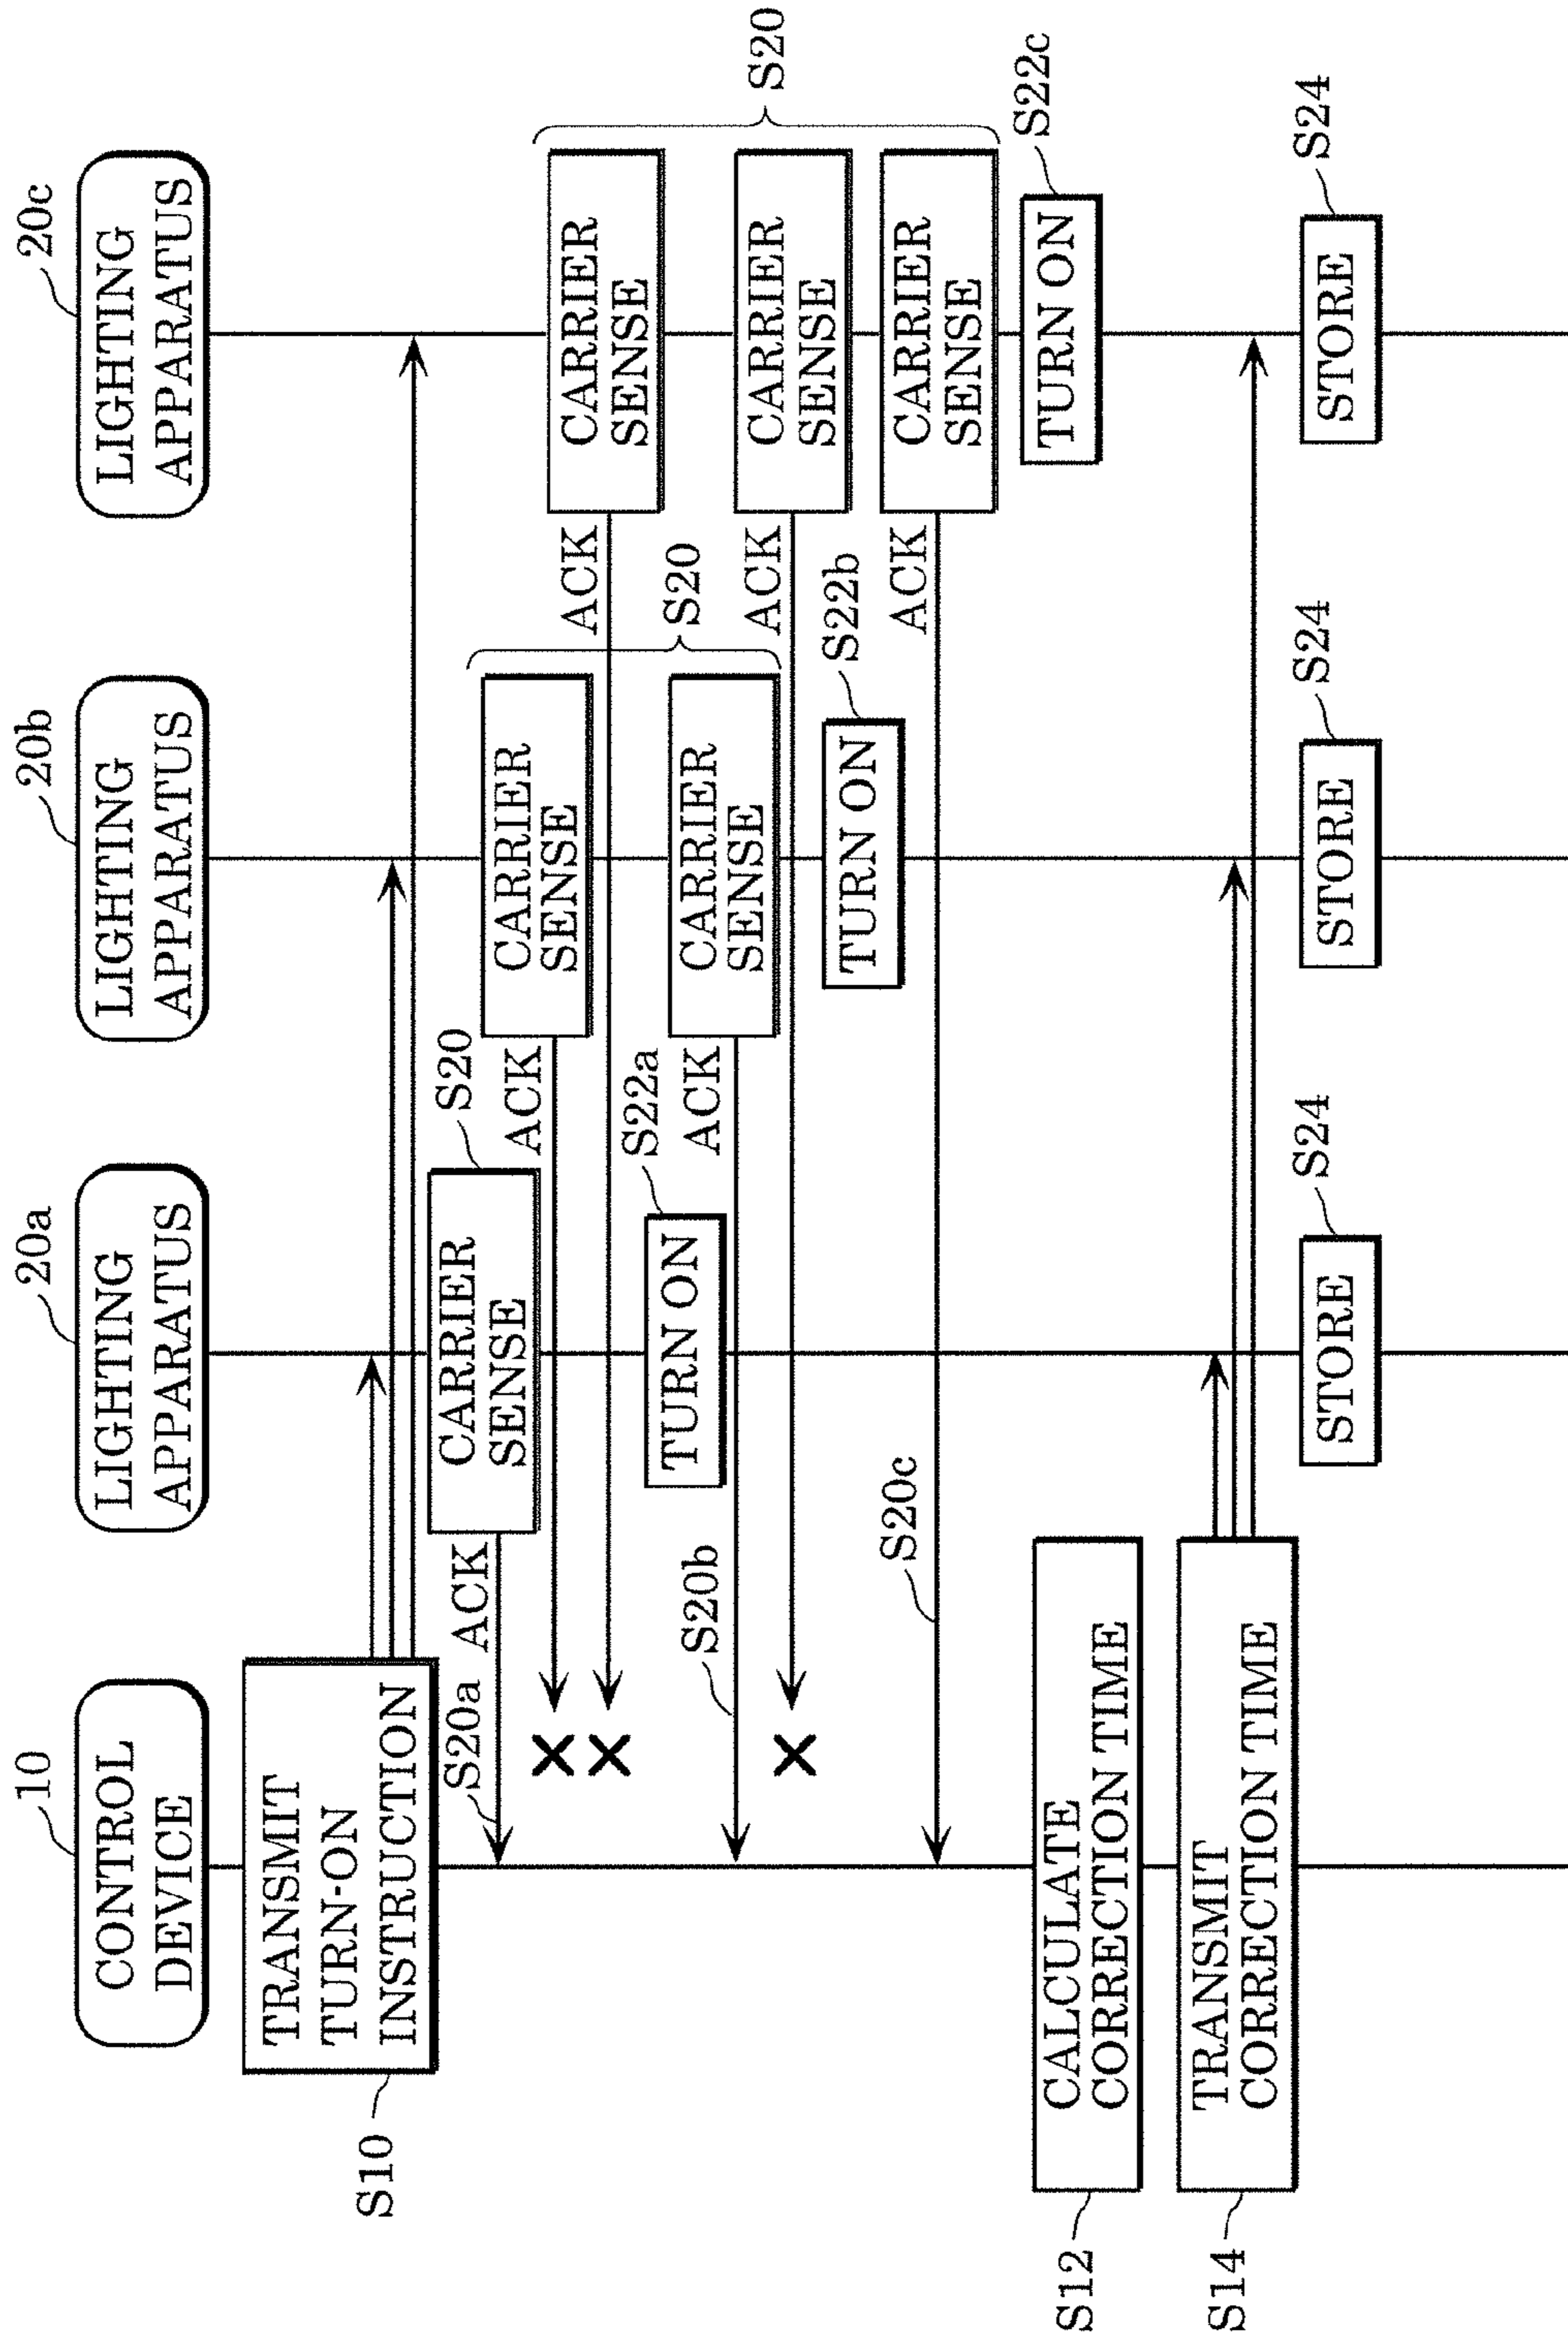 10
CONTROL
DEVICE
20a
LIGHTING
APPARATUS
20b
LIGHTING
APPARATUS
20c
LIGHTING
APPARATUS
S10
TRANSMIT
TURN-ON
INSTRUCTION
S20a
ACK
CARRIER
SENSE
S20
ACK
CARRIER
SENSE
S20
ACK
CARRIER
SENSE
S20
TURN ON
S22a
S20b
ACK
CARRIER
SENSE
ACK
CARRIER
SENSE
TURN ON
S22b
S20c
ACK
CARRIER
SENSE
TURN ON
S22c
S12
CALCULATE
CORRECTION TIME
S14
TRANSMIT
CORRECTION TIME
STORE
S24
STORE
S24
STORE
S24